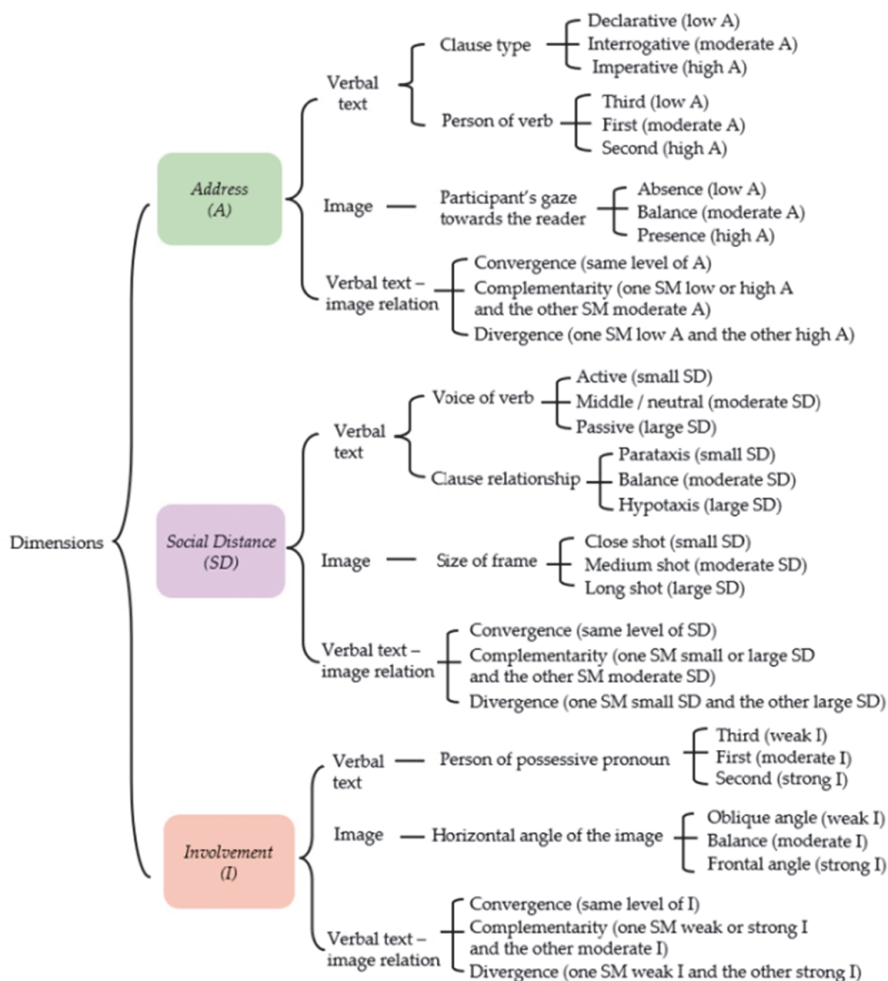 Dimensions
Address
(A)
Verbal
text
Clause type
Declarative (low A)
Interrogative (moderate A)
Imperative (high A)
Person of verb
Third (low A)
First (moderate A)
Second (high A)
Image
Participant's gaze
towards the reader
Absence (low A)
Balance (moderate A)
Presence (high A)
Verbal text –
image relation
Convergence (same level of A)
Complementarity (one SM low or high A
and the other SM moderate A)
Divergence (one SM low A and the other high A)
Social Distance
(SD)
Verbal
text
Voice of verb
Active (small SD)
Middle / neutral (moderate SD)
Passive (large SD)
Clause relationship
Parataxis (small SD)
Balance (moderate SD)
Hypotaxis (large SD)
Image
Size of frame
Close shot (small SD)
Medium shot (moderate SD)
Long shot (large SD)
Verbal text –
image relation
Convergence (same level of SD)
Complementarity (one SM small or large SD
and the other SM moderate SD)
Divergence (one SM small SD and the other large SD)
Involvement
(I)
Verbal
text
Person of possessive pronoun
Third (weak I)
First (moderate I)
Second (strong I)
Image
Horizontal angle of the image
Oblique angle (weak I)
Balance (moderate I)
Frontal angle (strong I)
Verbal text –
image relation
Convergence (same level of I)
Complementarity (one SM weak or strong I
and the other moderate I)
Divergence (one SM weak I and the other strong I)